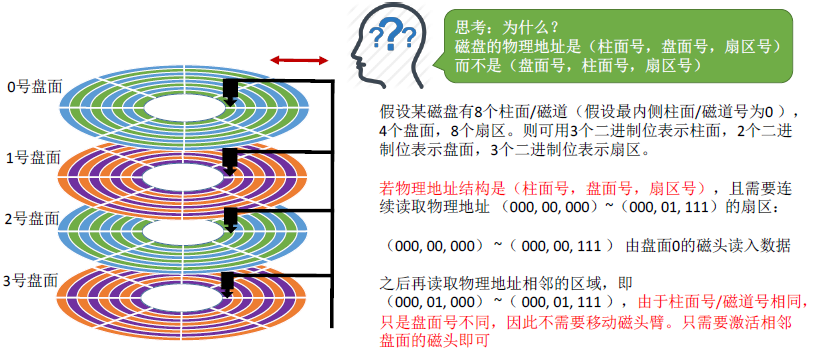 思考：为什么？
磁盘的物理地址是（柱面号，盘面号，扇区号）
而不是（盘面号，柱面号，扇区号）
???
0号盘面
1号盘面
2号盘面
3号盘面
假设某磁盘有8个柱面/磁道（假设最内侧柱面/磁道号为0），
4个盘面，8个扇区。则可用3个二进制位表示柱面，2个二进
制位表示盘面，3个二进制位表示扇区。
若物理地址结构是（柱面号，盘面号，扇区号），且需要连
续读取物理地址（000, 00, 000）~（000, 01, 111）的扇区：
（000, 00, 000）~（000, 00, 111）由盘面0的磁头读入数据
之后再读取物理地址相邻的区域，即
（000, 01, 000）~（000, 01, 111），由于柱面号/磁道号相同，
只是盘面号不同，因此不需要移动磁头臂。只需要激活相邻
盘面的磁头即可